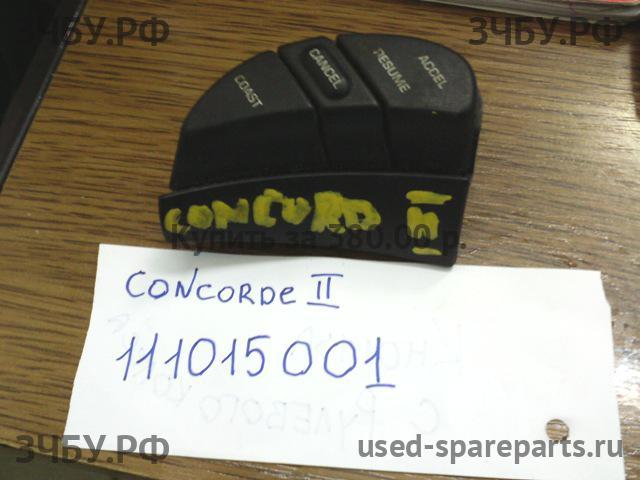 ЗЧБУ.РФ
ЗЧБУ.РФ
COAST
CANCEL
RESUME
ACCEL
CONCORD II
Купить за 380.00 р.
CONCORDE II
111015001
С РУЛЕВОГО
ЗЧБУ.РФ
used-spareparts.ru